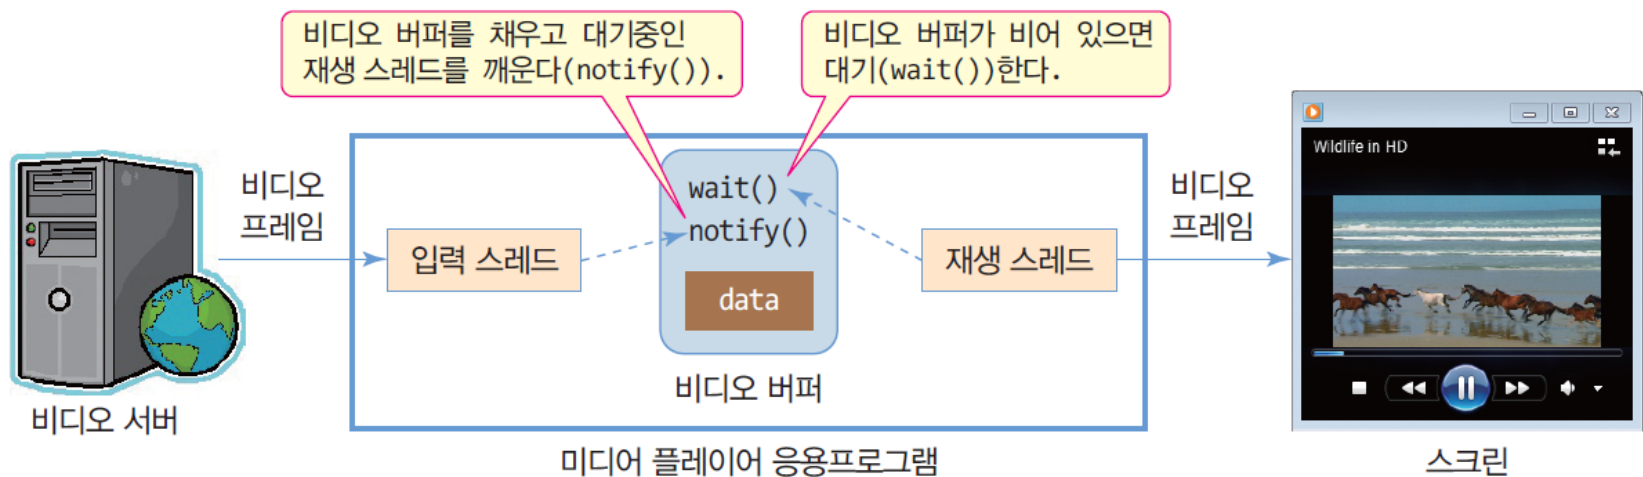 비디오 버퍼를 채우고 대기중인
재생 스레드를 깨운다(notify()).
비디오 버퍼가 비어 있으면
대기(wait())한다.
비디오
프레임
입력 스레드
wait()
notify()
data
비디오 버퍼
재생 스레드
비디오
프레임
Wildlife in HD
비디오 서버
미디어 플레이어 응용프로그램
스크린